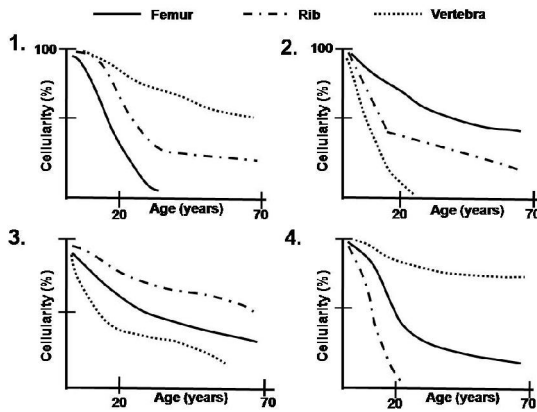 Femur Rib Vertebra
1.
100
Cellularity (%)
20
Age (years)
70
2.
100
Cellularity (%)
20
Age (years)
70
3.
Cellularity (%)
20
Age (years)
70
4.
Cellularity (%)
20
Age (years)
70